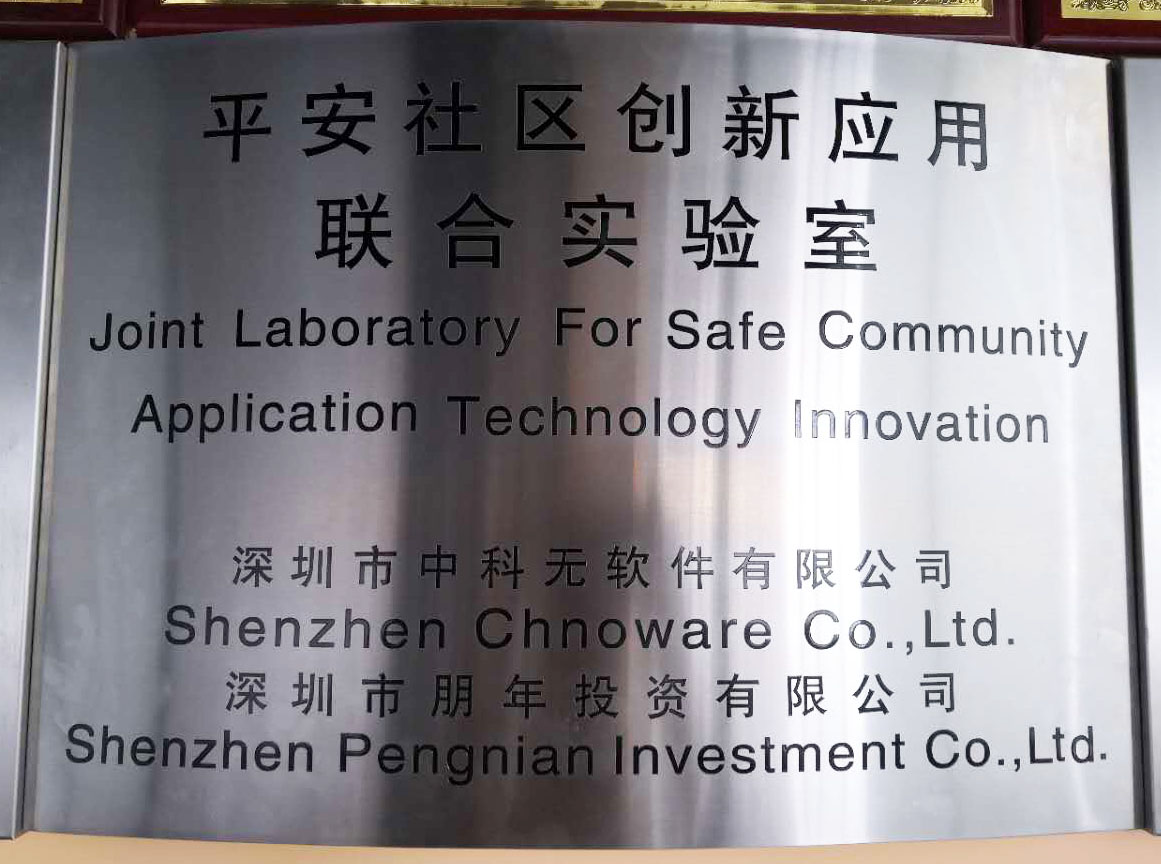 平安社区创新应用
联合实验室
Joint Laboratory For Safe Community
Application Technology Innovation
深圳市中科无软件有限公司
Shenzhen Chnoware Co.,Ltd.
深圳市朋年投资有限公司
Shenzhen Pengnian Investment Co.,Ltd.